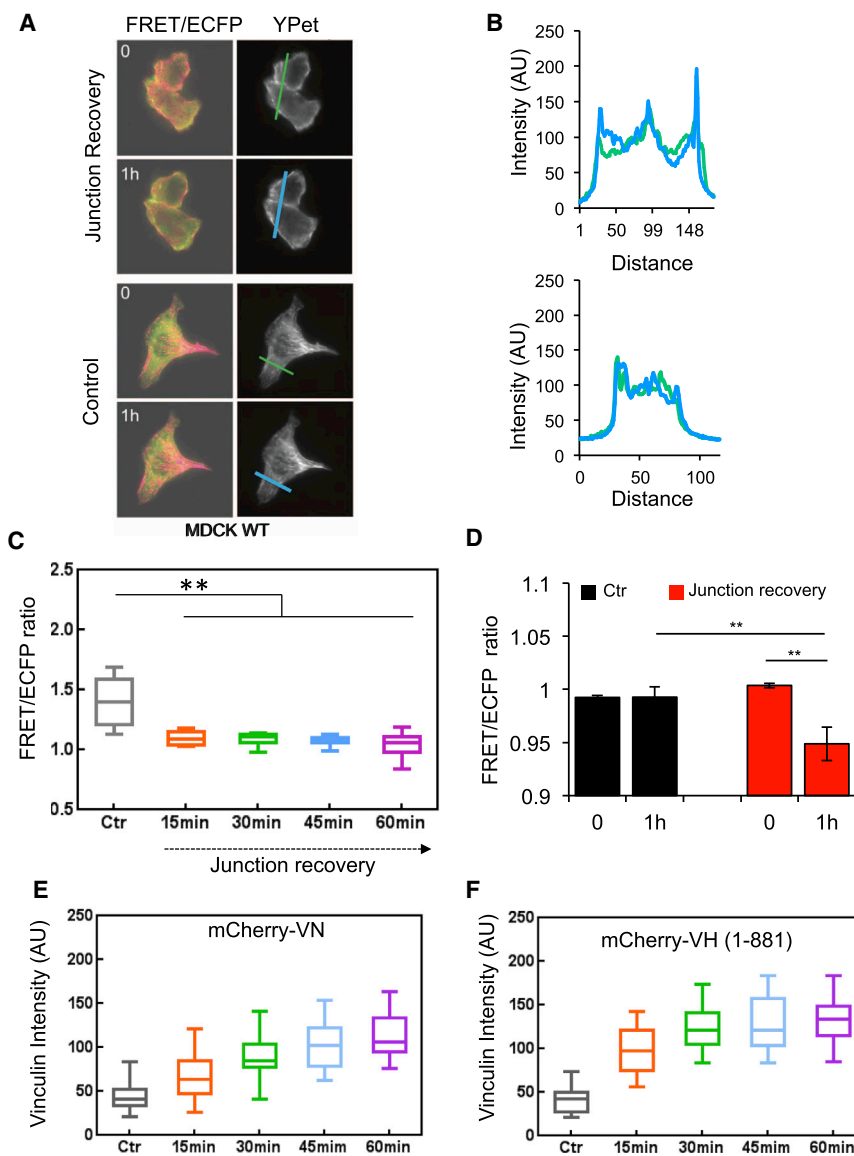 A
FRET/ECFP
YPet
Junction Recovery
0
1h
Control
0
1h
MDCK WT
B
Intensity (AU)
250
200
150
100
50
0
1 50 99 148
Distance
Intensity (AU)
250
200
150
100
50
0
0 50 100
Distance
C
FRET/ECFP ratio
2.5
2.0
1.5
1.0
0.5
**
Ctr 15min 30min 45min 60min
Junction recovery
D
FRET/ECFP ratio
1.1
1.05
1
0.95
0.9
Ctr
Junction recovery
**
**
0 1h 0 1h
E
mCherry-VN
Vinculin Intensity (AU)
250
200
150
100
50
0
Ctr 15min 30min 45mim 60min
F
mCherry-VH (1-881)
Vinculin Intensity (AU)
250
200
150
100
50
0
Ctr 15min 30min 45mim 60min